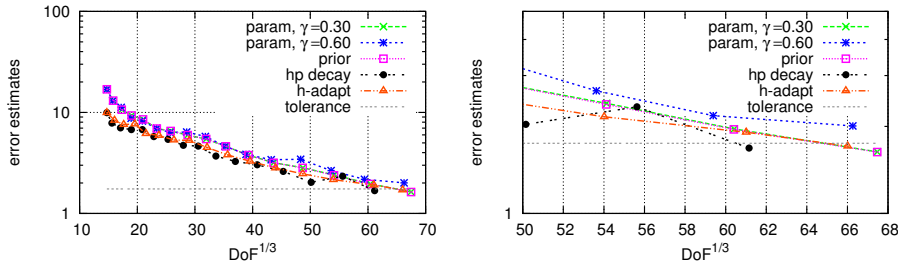 100
10
1
error estimates
10 20 30 40 50 60 70
DoF^1/3
param, γ=0.30
param, γ=0.60
prior
hp decay
h-adapt
tolerance
1
error estimates
50 52 54 56 58 60 62 64 66 68
DoF^1/3
param, γ=0.30
param, γ=0.60
prior
hp decay
h-adapt
tolerance